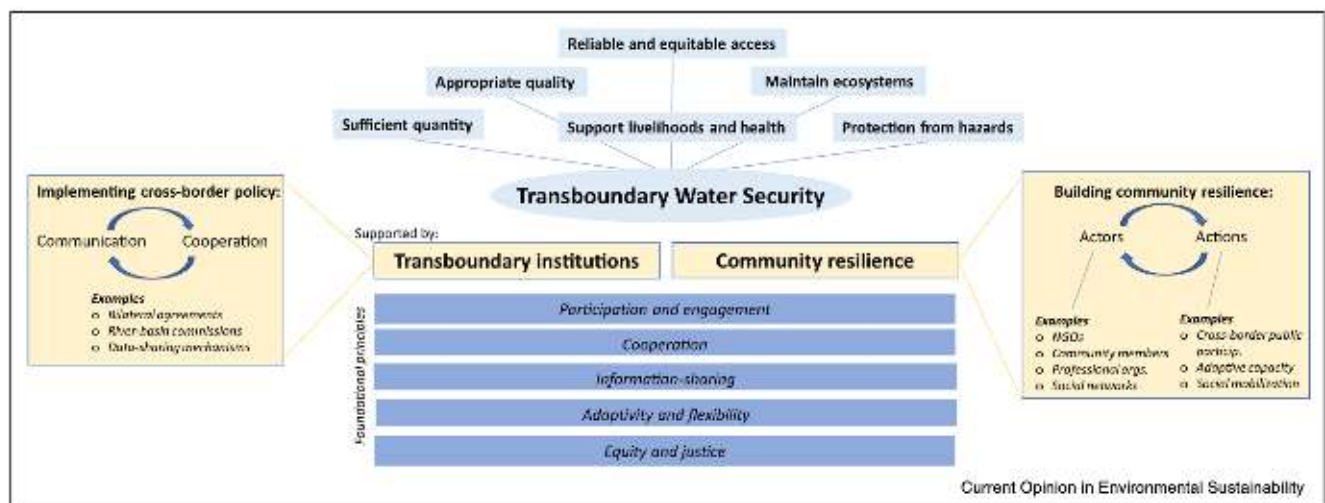 Reliable and equitable access
Appropriate quality
Maintain ecosystems
Sufficient quantity
Support livelihoods and health
Protection from hazards
Transboundary Water Security
Implementing cross-border policy:
Communication
Cooperation
Examples
o Bilateral agreements
o River-basin commissions
o Data-sharing mechanisms
Supported by:
Transboundary institutions
Community resilience
Foundational principles
Participation and engagement
Cooperation
Information-sharing
Adaptivity and flexibility
Equity and justice
Building community resilience:
Actors
Actions
Examples
o NGOs
o Community members
o Professional orgs.
o Social networks
Examples
o Cross-border public
particip.
o Adaptive capacity
o Social mobilization
Current Opinion in Environmental Sustainability